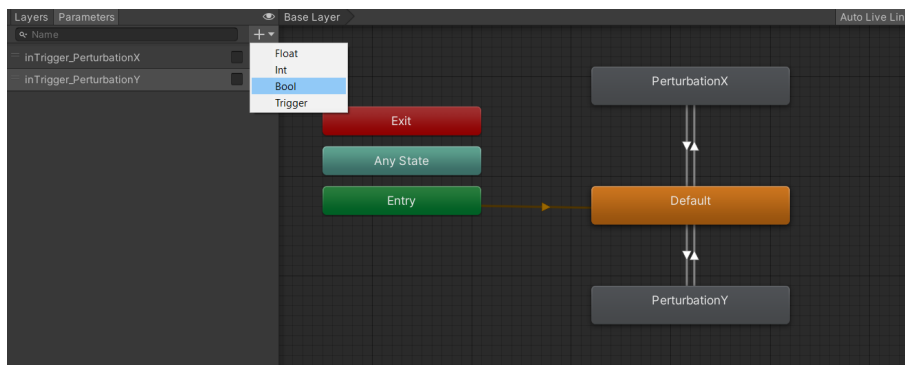 Layers Parameters
Base Layer
Auto Live Lin
Name
inTrigger_PerturbationX
inTrigger_PerturbationY
Float
Int
Bool
Trigger
Exit
Any State
Entry
PerturbationX
Default
PerturbationY